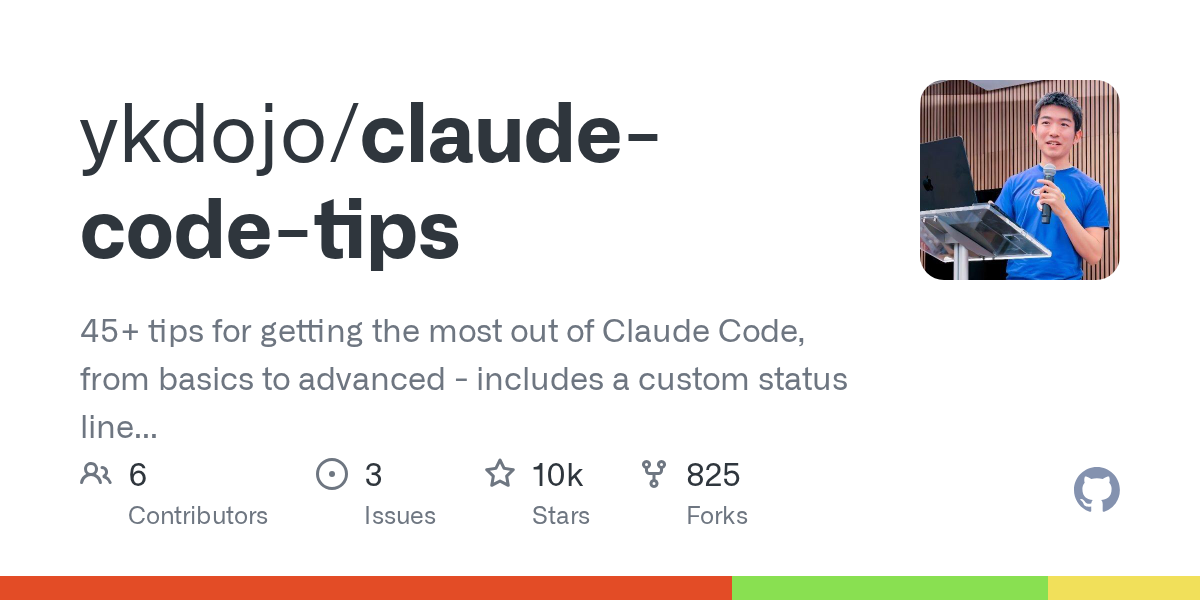 ykdojo/claude-
code-tips
45+ tips for getting the most out of Claude Code,
from basics to advanced - includes a custom status
line...
6
Contributors
3
Issues
10k
Stars
825
Forks